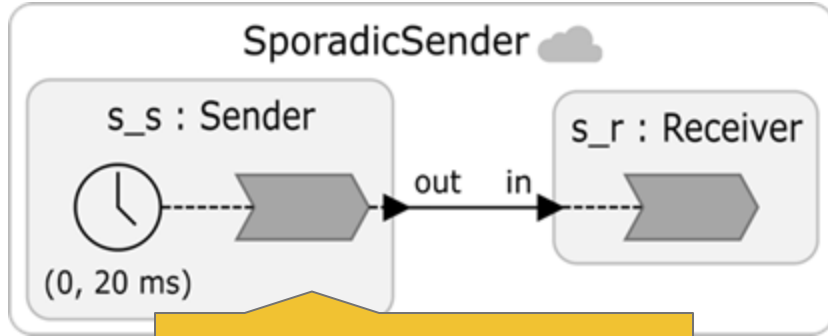 SporadicSender
s_s : Sender
s_r : Receiver
out in
(0, 20 ms)